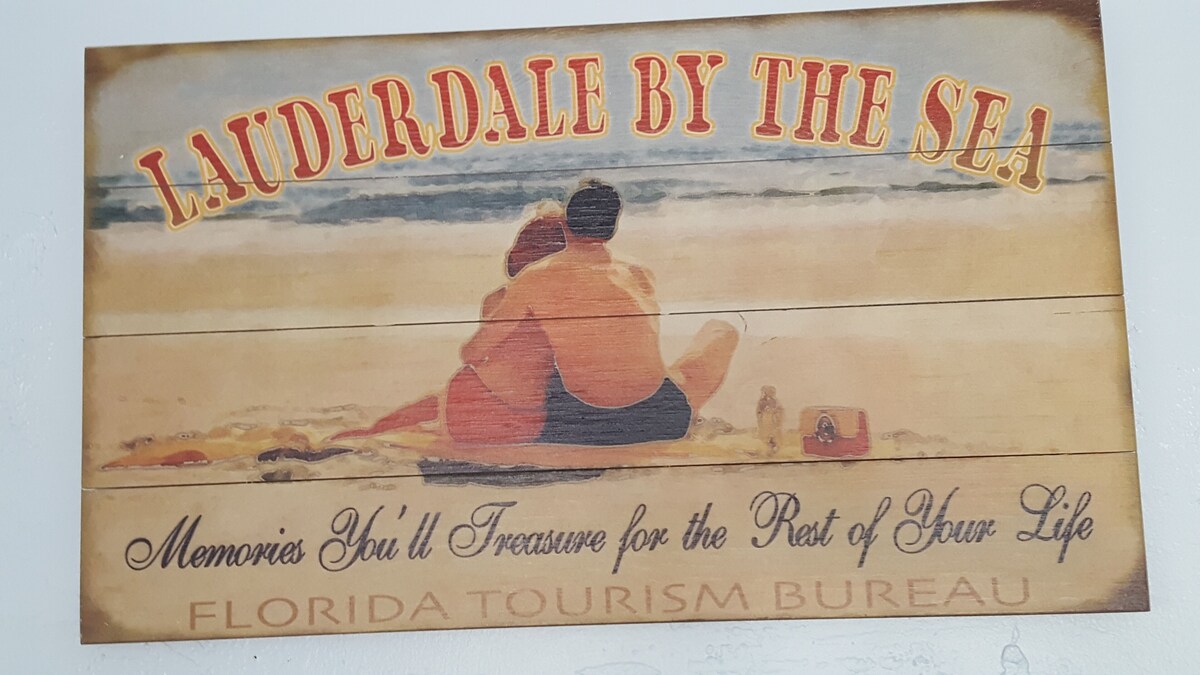 LAUDERDALE BY THE SEA
Memories You'll Treasure for the Rest of Your Life
FLORIDA TOURISM BUREAU